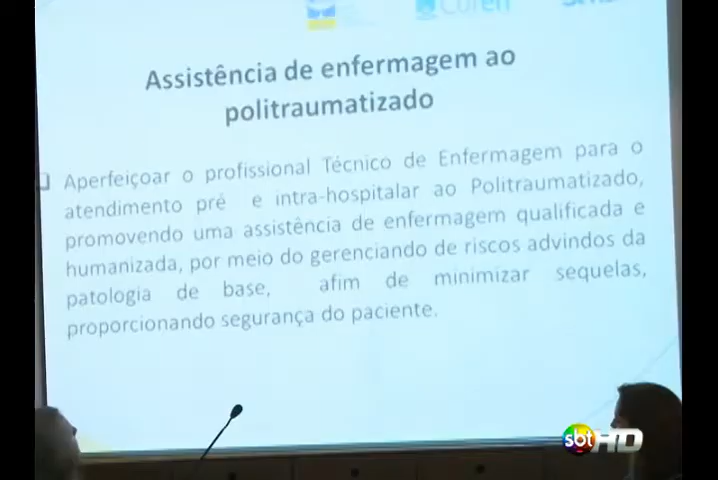 Coren
Assistência de enfermagem ao
politraumatizado
Aperfeiçoar o profissional Técnico de Enfermagem para o
atendimento pré e intra-hospitalar ao Politraumatizado,
promovendo uma assistência de enfermagem qualificada e
humanizada, por meio do gerenciando de riscos advindos da
patologia de base, afim de minimizar sequelas,
proporcionando segurança do paciente.
sbt HD